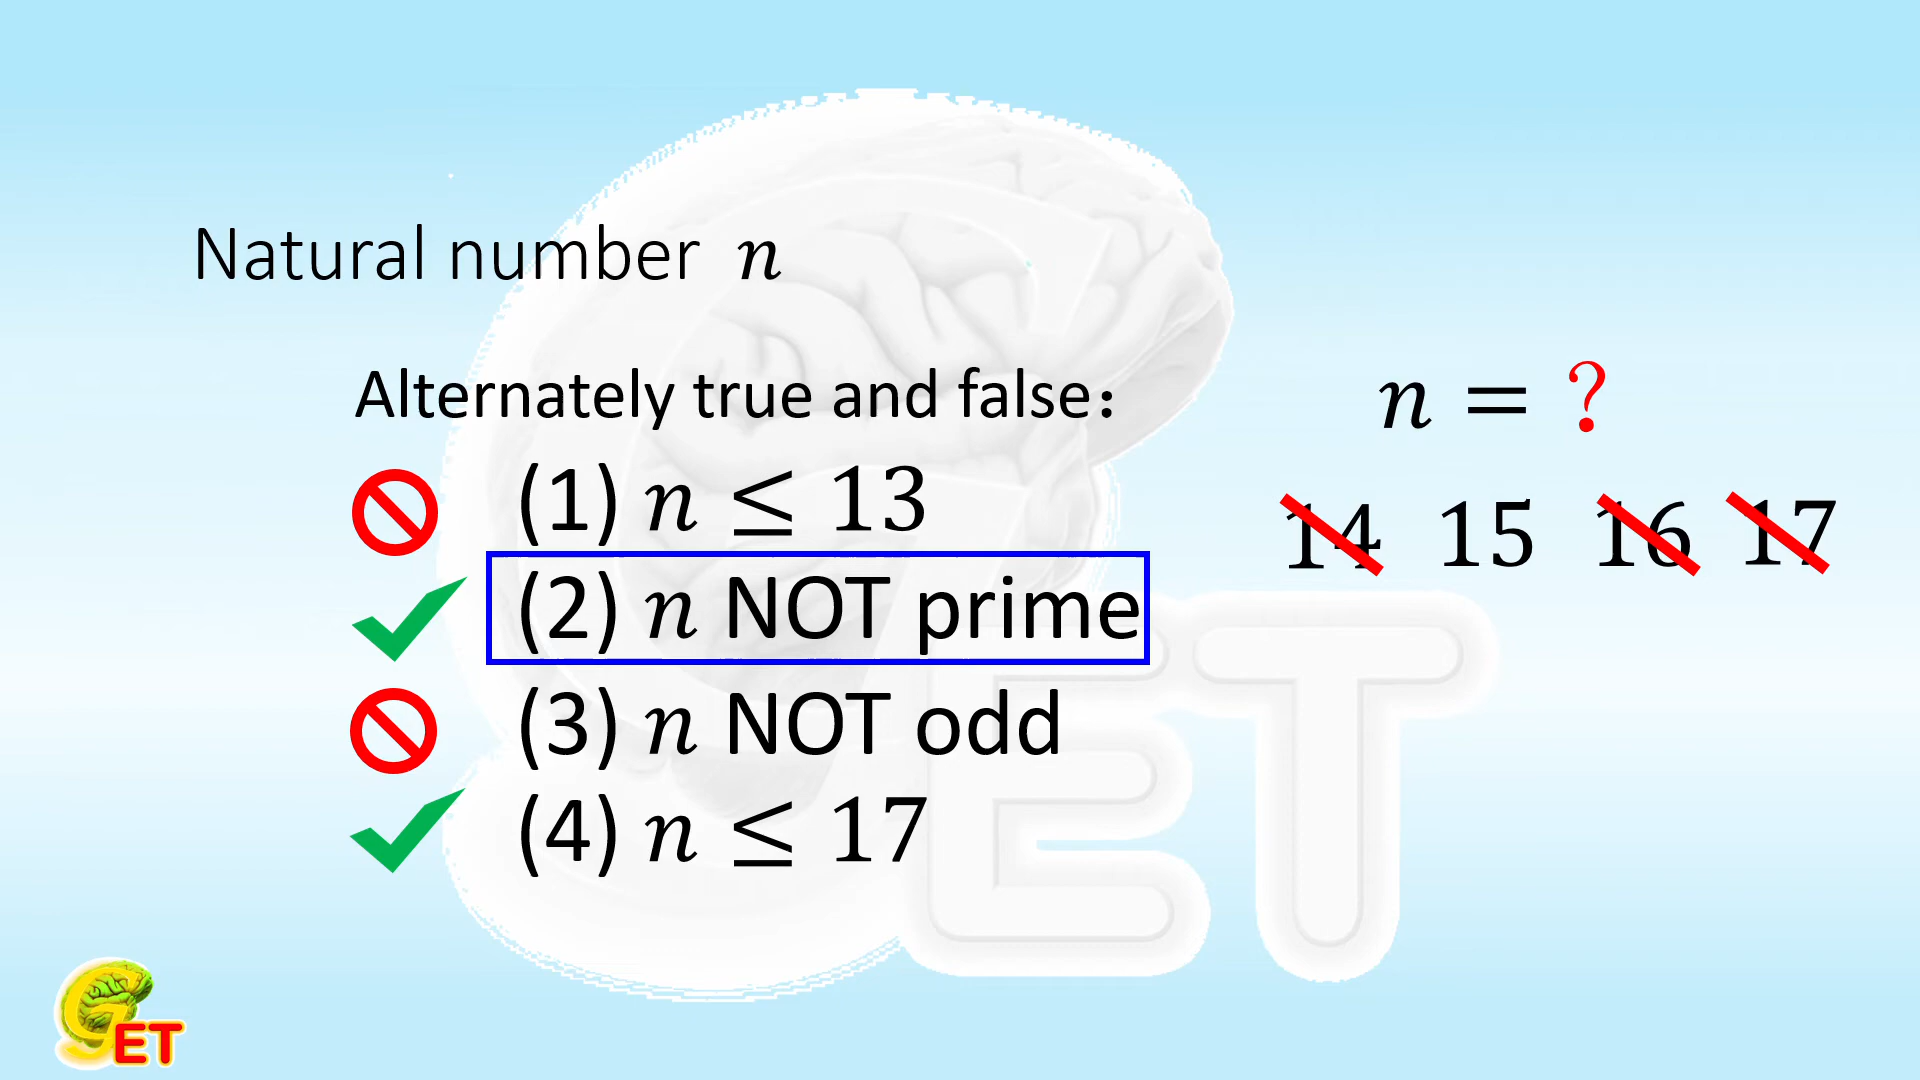 Natural number n
Alternately true and false:
n = ?
(1) n ≤ 13
14 15 16 17
(2) n NOT prime
(3) n NOT odd
(4) n ≤ 17
ET
GET